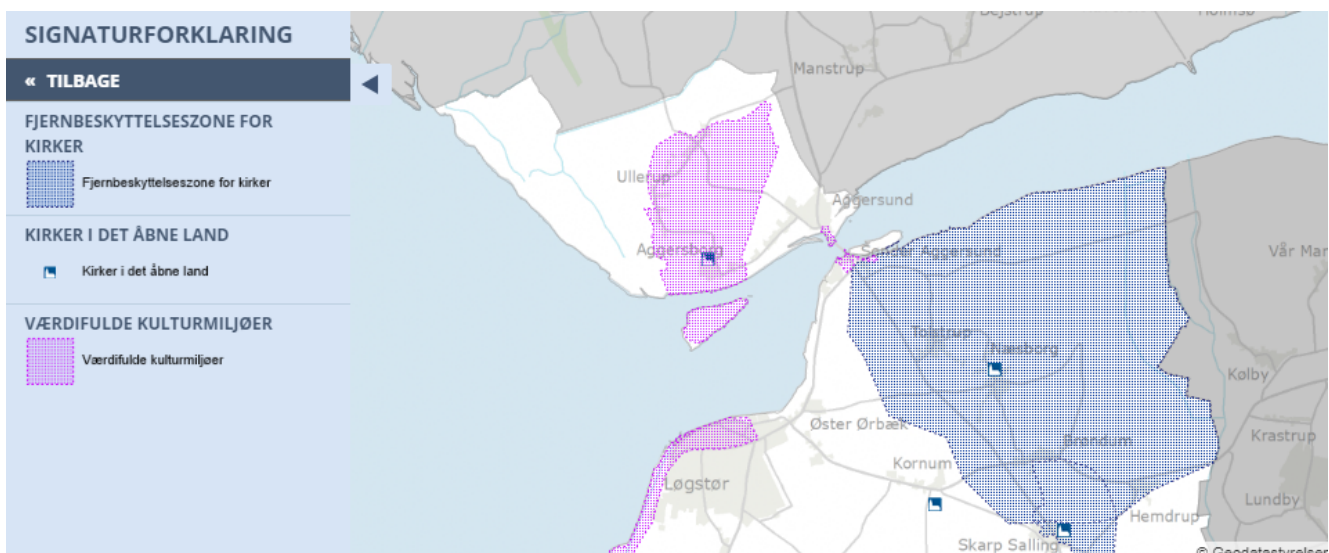 SIGNATURFORKLARING
« TILBAGE
FJERNBESKYTTELSESZONE FOR
KIRKER
Fjernbeskyttelseszone for kirker
KIRKER I DET ÅBNE LAND
Kirker i det åbne land
VÆRDIFULDE KULTURMILJØER
Værdifulde kulturmiljøer
Manstrup
Ullerup
Aggersund
Aggersborg
Sønder Aggersund
Vår Mar
Tolstrup
Næsborg
Kølby
Øster Ørbæk
Brøndum
Krastrup
Kornum
Løgstør
Lundby
Hemdrup
Skarp Salling
© Geodatastyrelsen